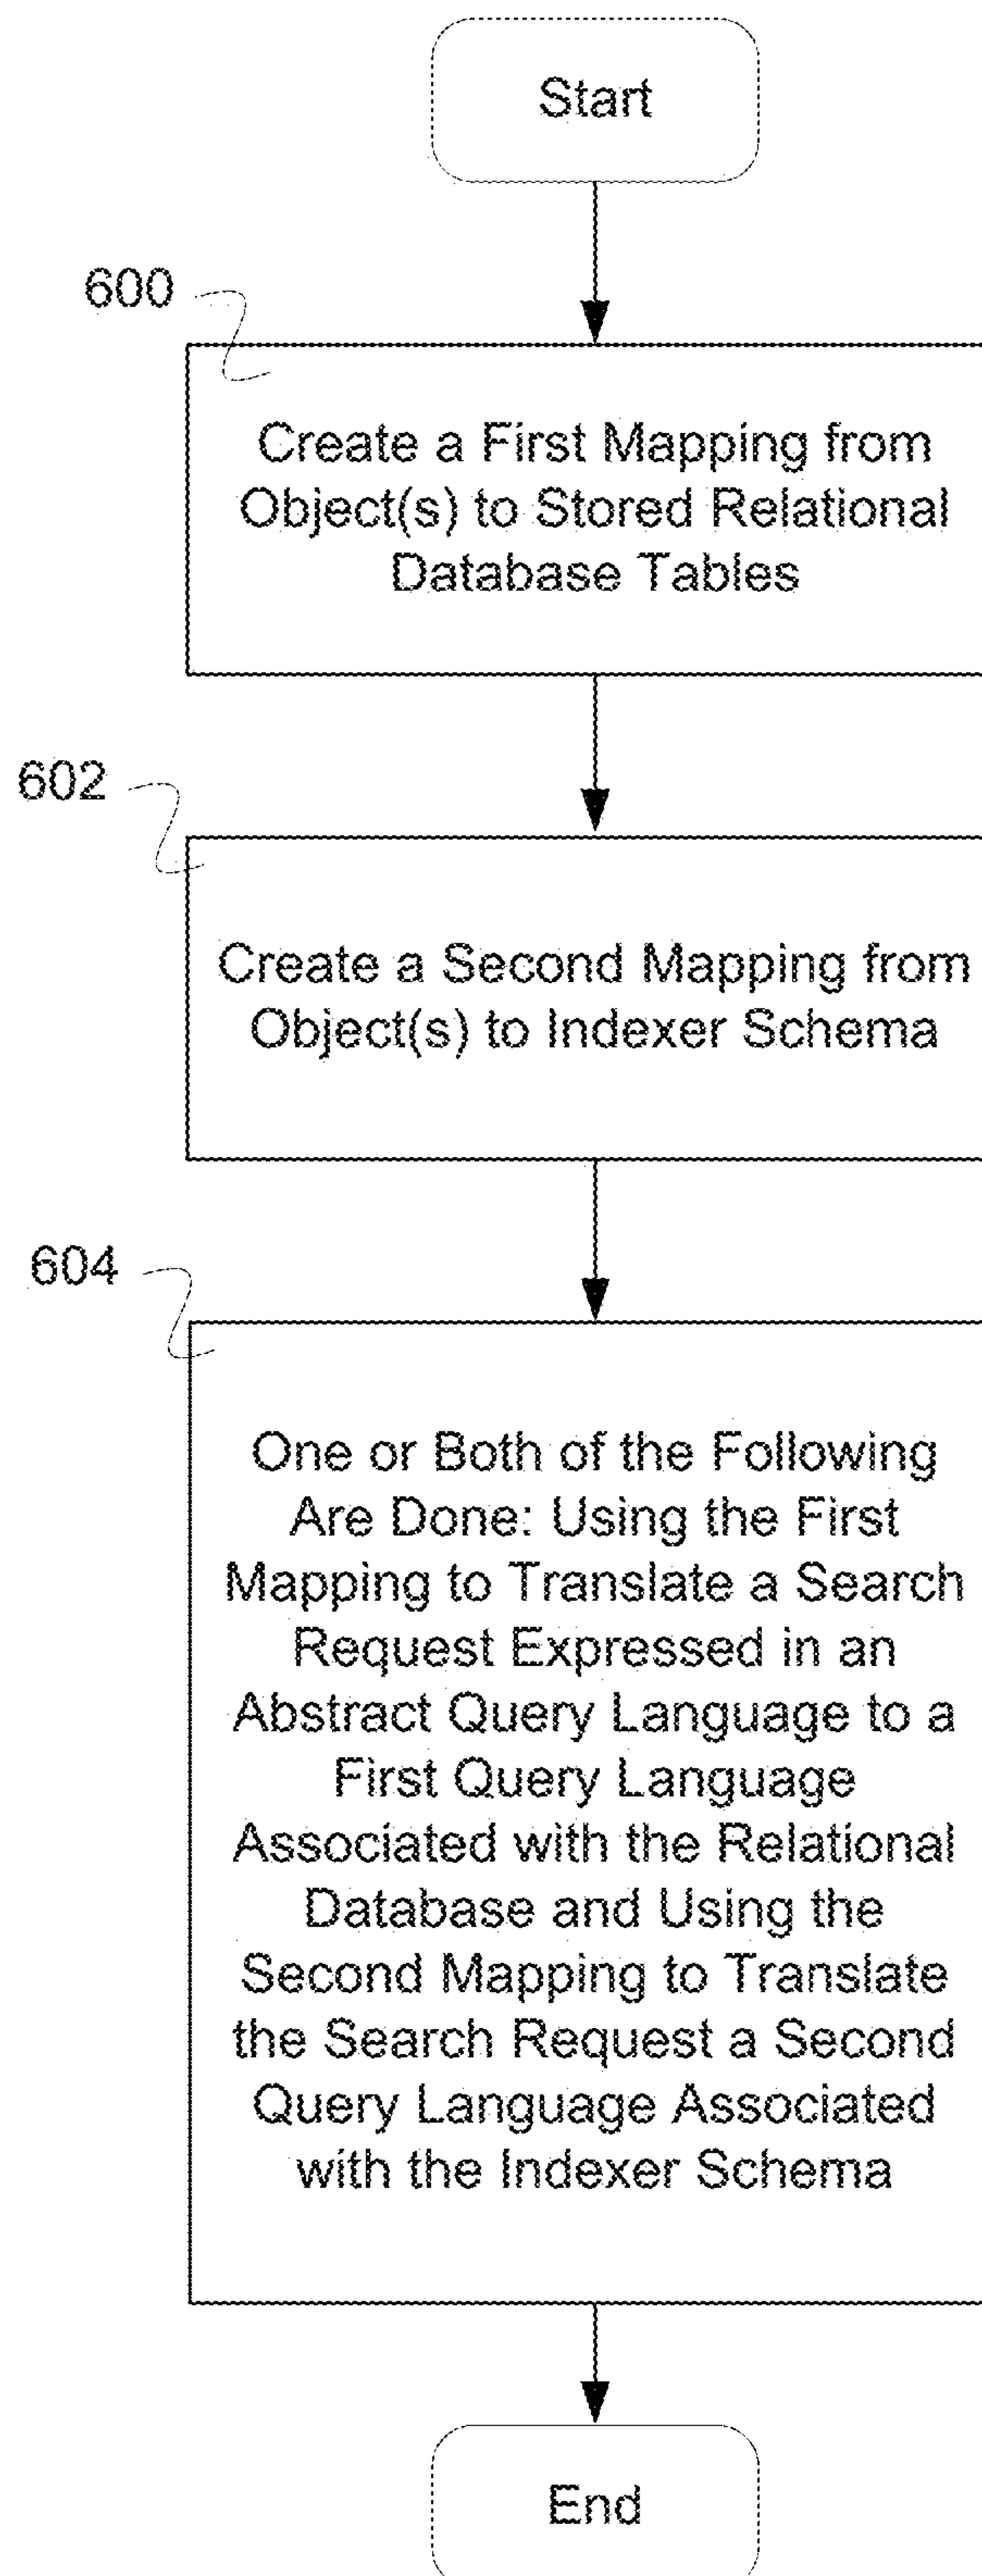 Start
600
Create a First Mapping from
Object(s) to Stored Relational
Database Tables
602
Create a Second Mapping from
Object(s) to Indexer Schema
604
One or Both of the Following
Are Done: Using the First
Mapping to Translate a Search
Request Expressed in an
Abstract Query Language to a
First Query Language
Associated with the Relational
Database and Using the
Second Mapping to Translate
the Search Request a Second
Query Language Associated
with the Indexer Schema
End